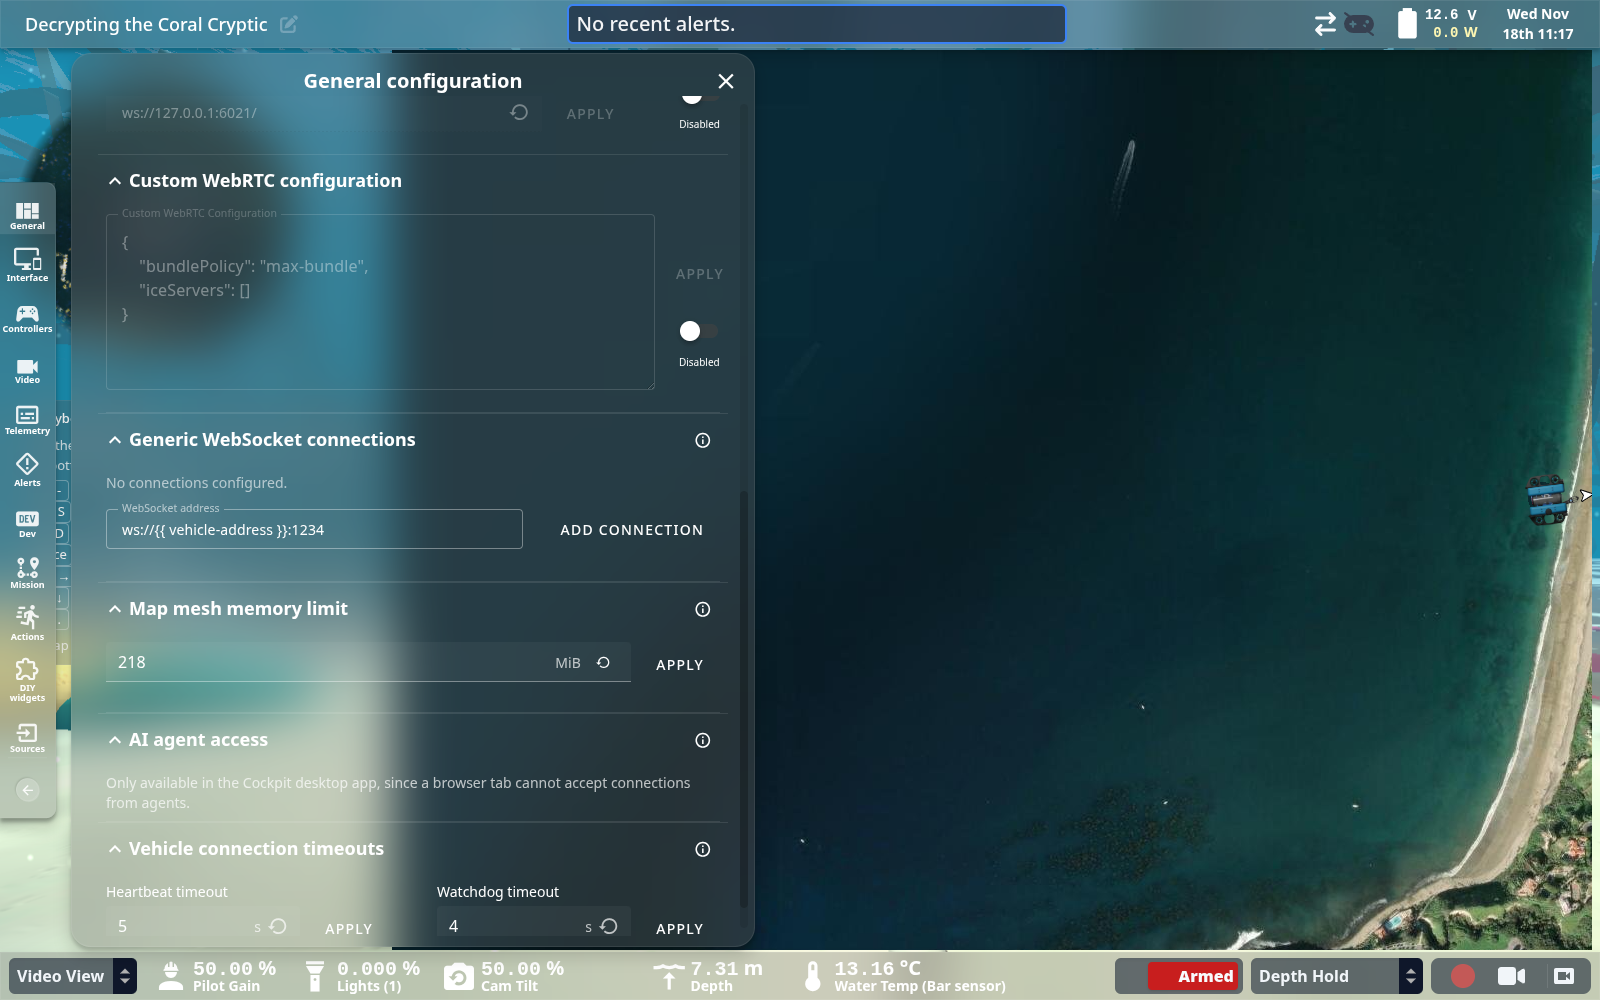 Decrypting the Coral Cryptic
No recent alerts.
12.6 V
0.0 W
Wed Nov
18th 11:17
General configuration
ws://127.0.0.1:6021/
APPLY
Disabled
Custom WebRTC configuration
Custom WebRTC Configuration
{
"bundlePolicy": "max-bundle",
"iceServers": []
}
APPLY
Disabled
Generic WebSocket connections
No connections configured.
WebSocket address
ws://{{ vehicle-address }}:1234
ADD CONNECTION
Map mesh memory limit
218
MiB
APPLY
AI agent access
Only available in the Cockpit desktop app, since a browser tab cannot accept connections
from agents.
Vehicle connection timeouts
Heartbeat timeout
5
s
APPLY
Watchdog timeout
4
s
APPLY
General
Interface
Controllers
Video
Telemetry
Alerts
DEV
Dev
Mission
Actions
DIY
widgets
Sources
S
D
Video View
50.00 %
Pilot Gain
0.000 %
Lights (1)
50.00 %
Cam Tilt
7.31 m
Depth
13.16 °C
Water Temp (Bar sensor)
Armed
Depth Hold